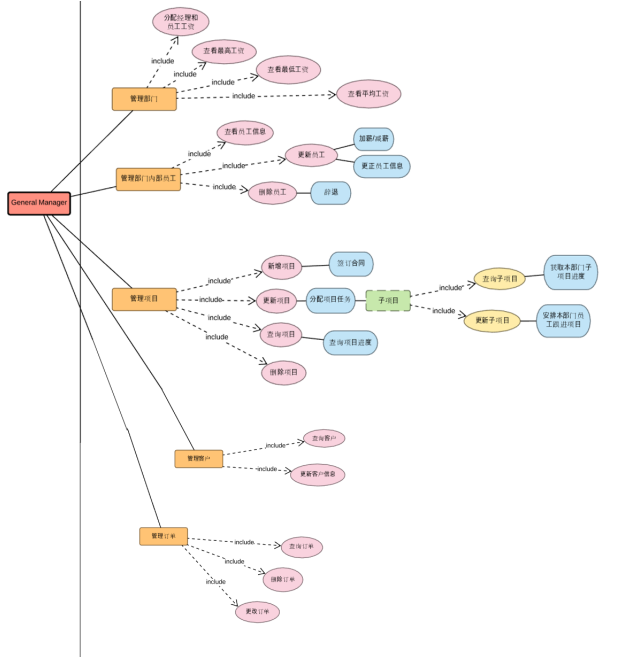 分配经理和
员工工资
include
查看最高工资
include
查看最低工资
include
管理部门
include
查看平均工资
查看员工信息
include
加薪/减薪
更新员工
更正员工信息
include
管理部门内部员工
include
删除员工
辞退
General Manager
新增项目
签订合同
include
查询子项目
获取本部门子
项目进度
include
管理项目
include
更新项目
分配项目任务
子项目
include
更新子项目
安排本部门员
工跟进项目
include
查询项目
查询项目进度
include
删除项目
查询客户
include
管理客户
include
更新客户信息
管理订单
include
查询订单
include
删除订单
include
更改订单